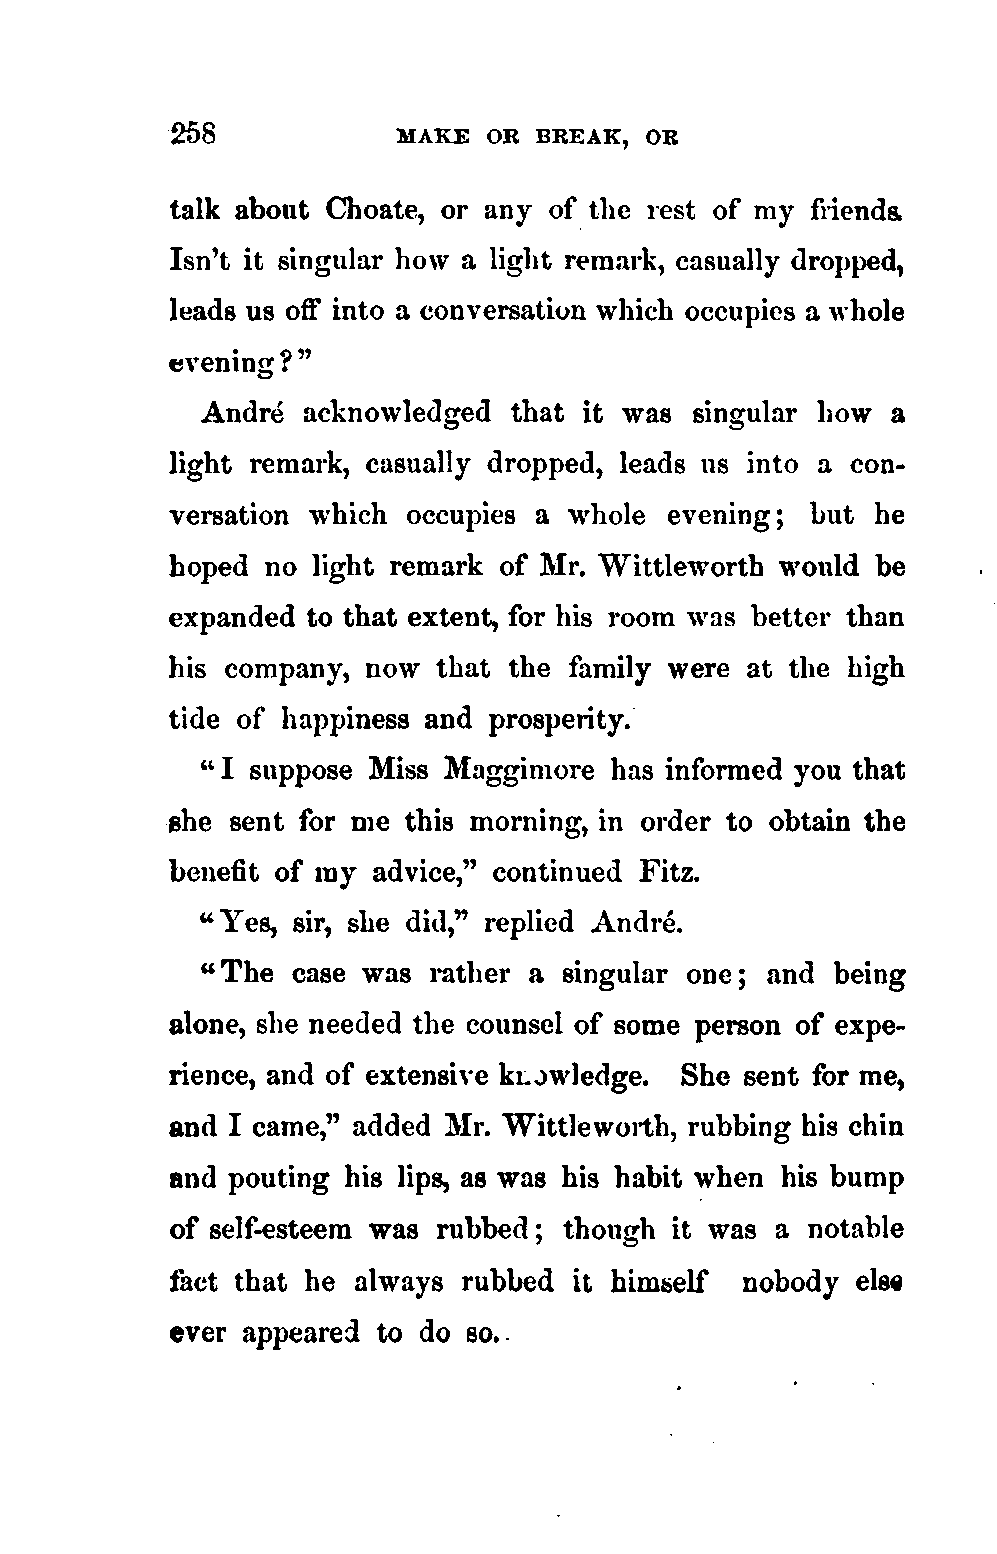 258 MAKE OR BREAK, OR
talk about Choate, or any of the rest of my friends.
Isn't it singular how a light remark, casually dropped,
leads us off into a conversation which occupies a whole
evening?"
André acknowledged that it was singular how a
light remark, casually dropped, leads us into a con-
versation which occupies a whole evening; but he
hoped no light remark of Mr. Wittleworth would be
expanded to that extent, for his room was better than
his company, now that the family were at the high
tide of happiness and prosperity.
"I suppose Miss Maggimore has informed you that
she sent for me this morning, in order to obtain the
benefit of my advice," continued Fitz.
"Yes, sir, she did," replied André.
"The case was rather a singular one; and being
alone, she needed the counsel of some person of expe-
rience, and of extensive knowledge. She sent for me,
and I came," added Mr. Wittleworth, rubbing his chin
and pouting his lips, as was his habit when his bump
of self-esteem was rubbed; though it was a notable
fact that he always rubbed it himself nobody else
ever appeared to do so.